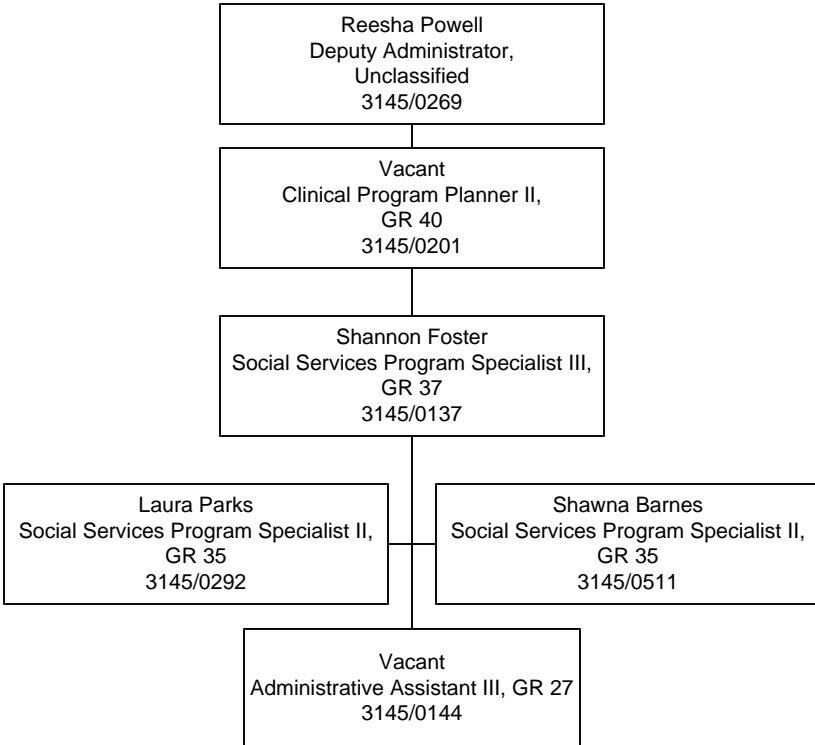 Reesha Powell
Deputy Administrator,
Unclassified
3145/0269
Vacant
Clinical Program Planner II,
GR 40
3145/0201
Shannon Foster
Social Services Program Specialist III,
GR 37
3145/0137
Laura Parks
Social Services Program Specialist II,
GR 35
3145/0292
Shawna Barnes
Social Services Program Specialist II,
GR 35
3145/0511
Vacant
Administrative Assistant III, GR 27
3145/0144